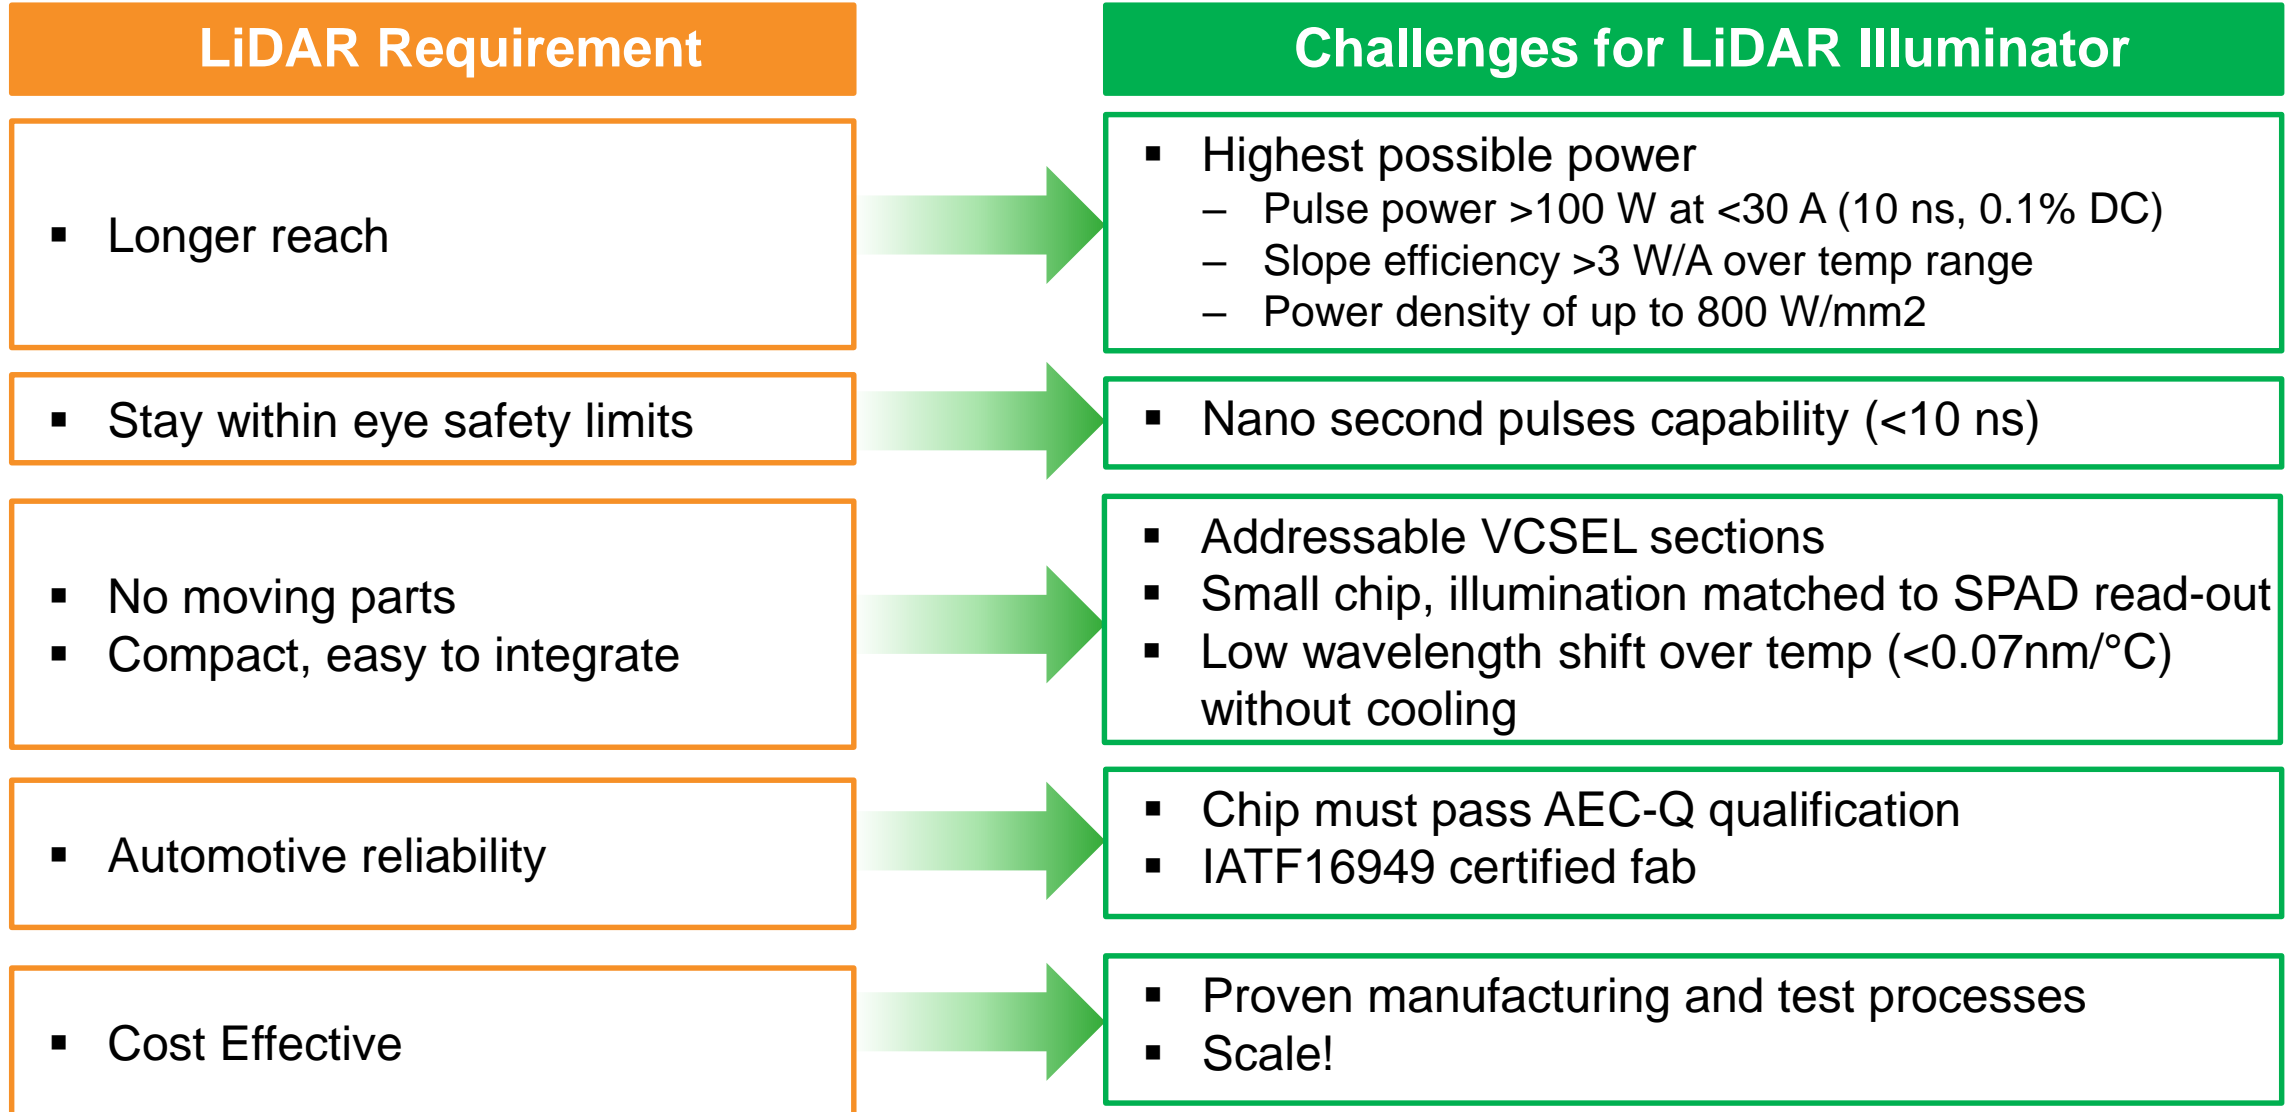 LiDAR Requirement
Challenges for LiDAR Illuminator
▪ Longer reach
▪ Highest possible power
– Pulse power >100 W at <30 A (10 ns, 0.1% DC)
– Slope efficiency >3 W/A over temp range
– Power density of up to 800 W/mm2
▪ Stay within eye safety limits
▪ Nano second pulses capability (<10 ns)
▪ No moving parts
▪ Compact, easy to integrate
▪ Addressable VCSEL sections
▪ Small chip, illumination matched to SPAD read-out
▪ Low wavelength shift over temp (<0.07nm/°C)
without cooling
▪ Automotive reliability
▪ Chip must pass AEC-Q qualification
▪ IATF16949 certified fab
▪ Cost Effective
▪ Proven manufacturing and test processes
▪ Scale!